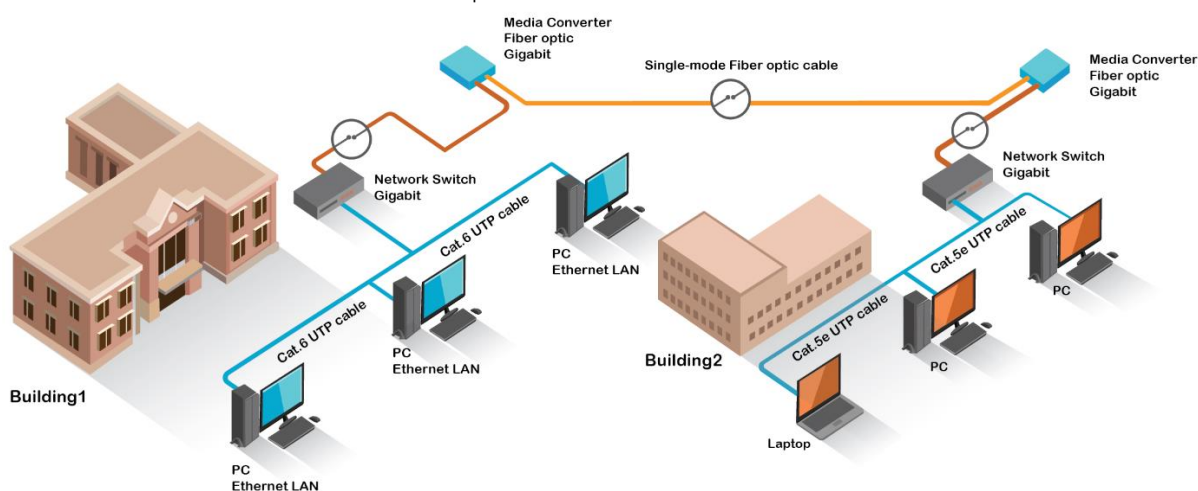 Media Converter
Fiber optic
Gigabit
Single-mode Fiber optic cable
Media Converter
Fiber optic
Gigabit
Network Switch
Gigabit
Network Switch
Gigabit
Cat.6 UTP cable
PC
Ethernet LAN
Cat.5e UTP cable
PC
Cat.6 UTP cable
PC
Ethernet LAN
Building2
Cat.5e UTP cable
PC
Building1
Laptop
PC
Ethernet LAN